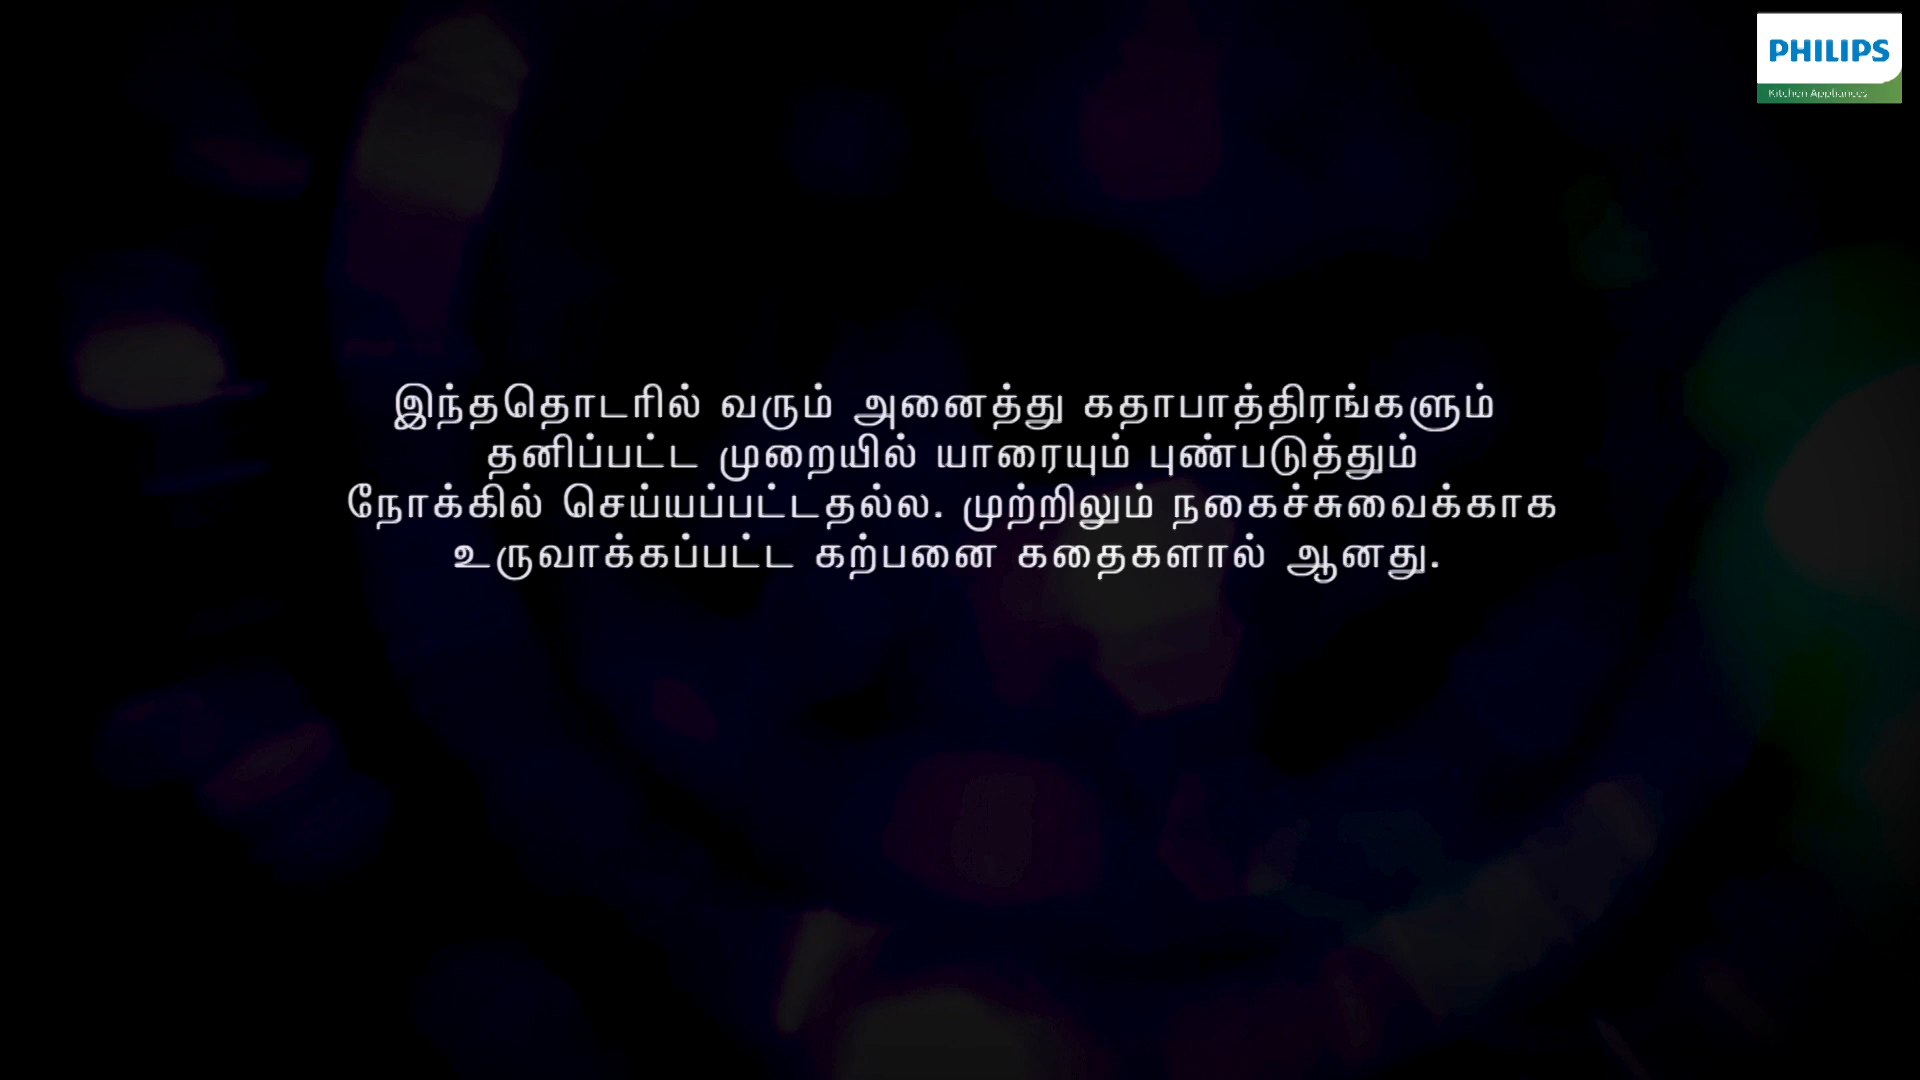 PHILIPS
Kitchen Appliances
இந்ததொடரில் வரும் அனைத்து கதாபாத்திரங்களும்
தனிப்பட்ட முறையில் யாரையும் புண்படுத்தும்
நோக்கில் செய்யப்பட்டதல்ல. முற்றிலும் நகைச்சுவைக்காக
உருவாக்கப்பட்ட கற்பனை கதைகளால் ஆனது.